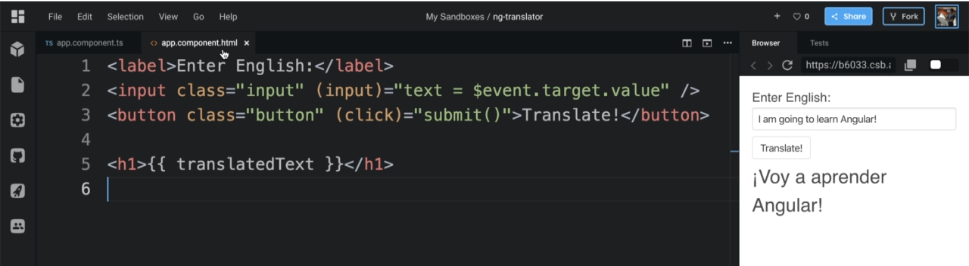 File Edit Selection View Go Help
My Sandboxes / ng-translator
+ 0 Share Fork
TS app.component.ts <> app.component.html × ···
Browser Tests
https://b6033.csb.a
1 <label>Enter English:</label>
2 <input class="input" (input)="text = $event.target.value" />
3 <button class="button" (click)="submit()">Translate!</button>
4
5 <h1>{{ translatedText }}</h1>
6
Enter English:
I am going to learn Angular!
Translate!
¡Voy a aprender
Angular!